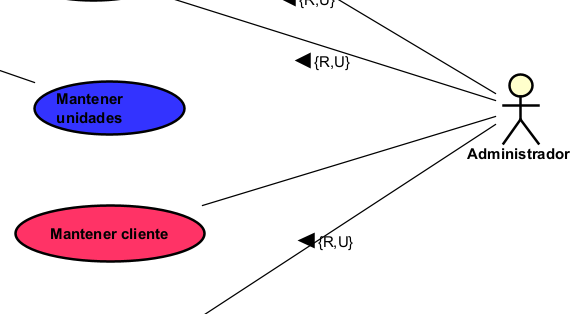 {R,U}
{R,U}
Mantener
unidades
Administrador
Mantener cliente
{R,U}